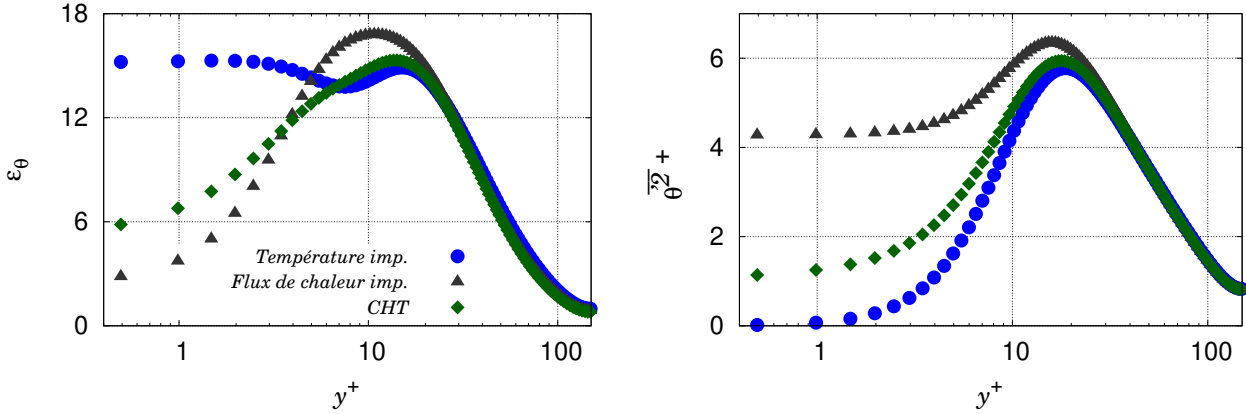 18
12
6
0
ε_θ
Température imp.
Flux de chaleur imp.
CHT
1
10
100
y⁺
6
4
2
0
θ'² +
1
10
100
y⁺